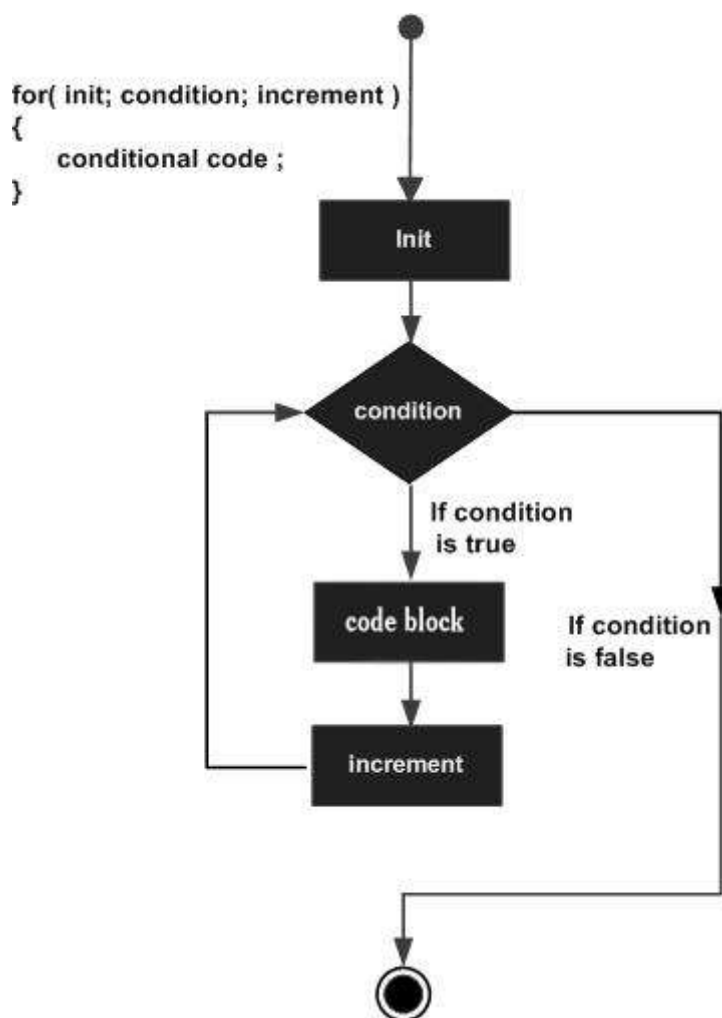 for( init; condition; increment )
{
conditional code ;
}
Init
condition
If condition
is true
code block
If condition
is false
increment